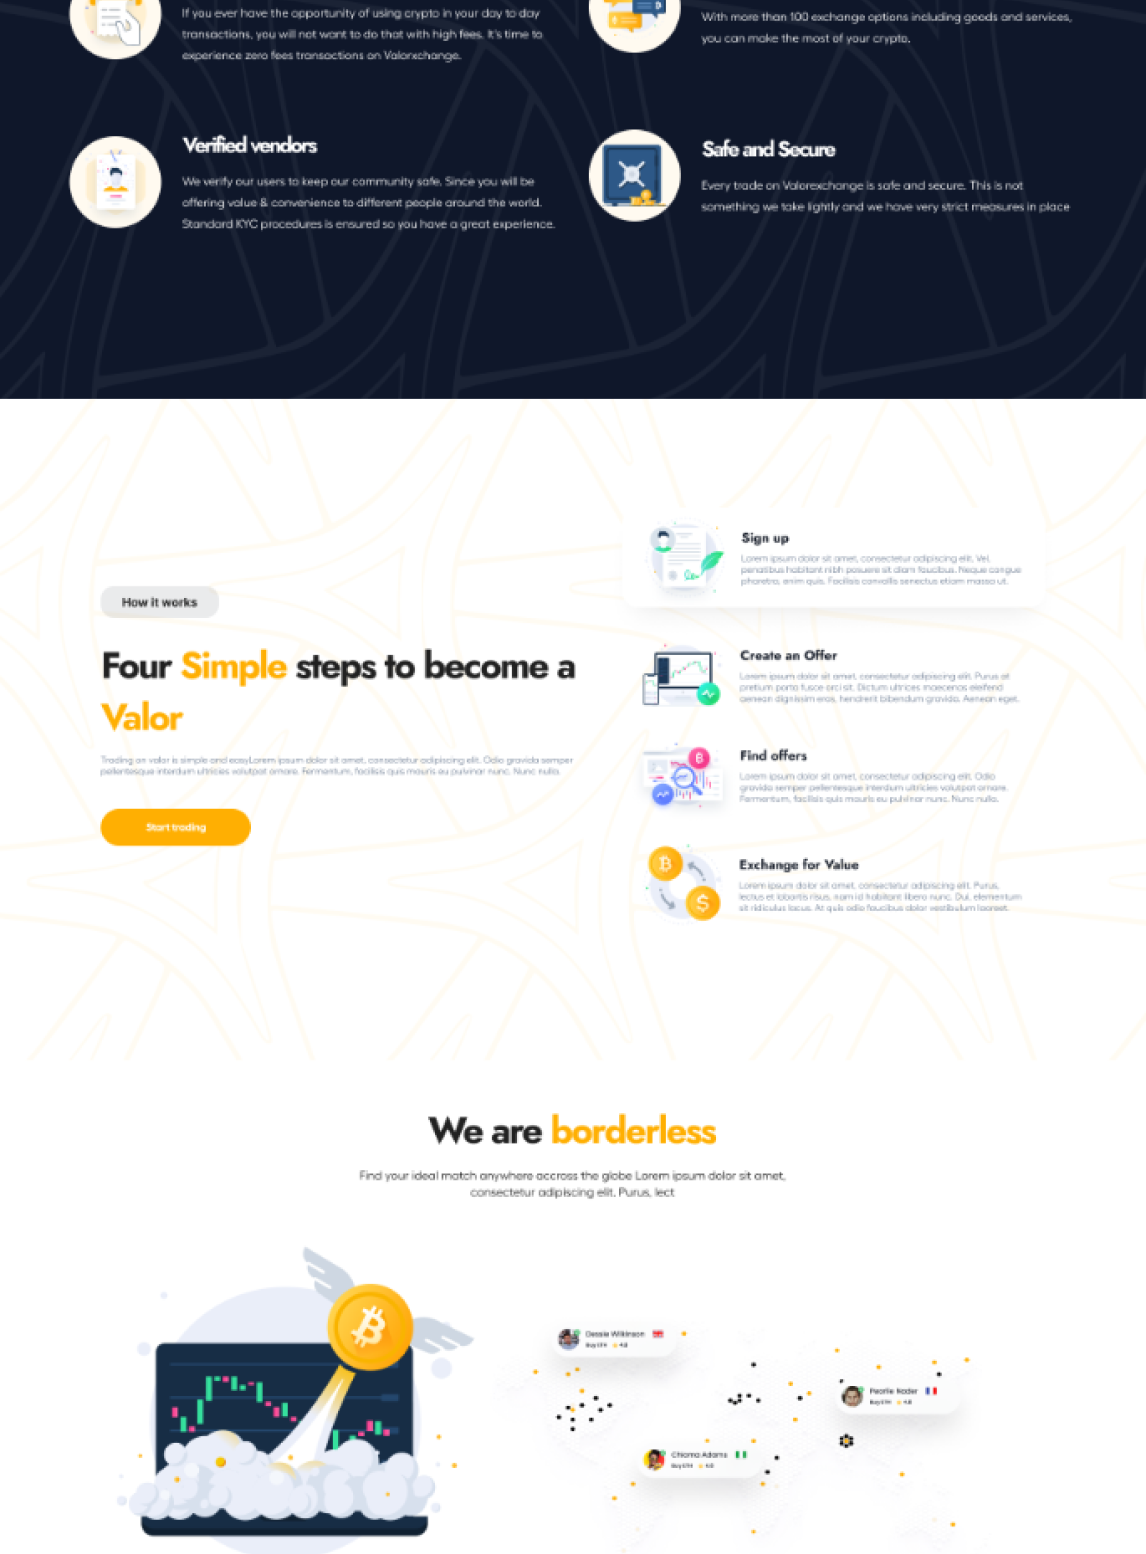 If you ever have the opportunity of using crypto in your day to day
transactions, you will not want to do that with high fees. It's time to
experience zero fees transactions on Valorxchange.
With more than 100 exchange options including goods and services,
you can make the most of your crypto.
Verified vendors
We verify our users to keep our community safe. Since you will be
offering value & convenience to different people around the world.
Standard KYC procedures is ensured so you have a great experience.
Safe and Secure
Every trade on Valorexchange is safe and secure. This is not
something we take lightly and we have very strict measures in place
How it works
Four Simple steps to become a
Valor
Trading on valor is simple and easyLorem ipsum dolor sit amet, consectetur adipiscing elit. Odio gravida semper
pellentesque interdum ultricies volutpat ornare. Fermentum, facilisis quis mauris eu pulvinar nunc. Nunc nulla.
Start trading
Sign up
Lorem ipsum dolor sit amet, consectetur adipiscing elit. Vel
penatibus habitant nibh posuere sit diam faucibus. Neque congue
pharetra, enim quis. Facilisis convallis senectus etiam massa ut.
Create an Offer
Lorem ipsum dolor sit amet, consectetur adipiscing elit. Purus at
pretium porta fusce orci sit. Dictum ultrices maecenas eleifend
aenean dignissim eros, hendrerit bibendum gravida. Aenean eget.
Find offers
Lorem ipsum dolor sit amet, consectetur adipiscing elit. Odio
gravida semper pellentesque interdum ultricies volutpat ornare.
Fermentum, facilisis quis mauris eu pulvinar nunc. Nunc nulla.
Exchange for Value
Lorem ipsum dolor sit amet, consectetur adipiscing elit. Purus,
lectus et lobortis risus, nam id habitant libero nunc. Dui, elementum
sit ridiculus lacus. At quis odio faucibus dolor vestibulum laoreet.
We are borderless
Find your ideal match anywhere accross the globe Lorem ipsum dolor sit amet,
consectetur adipiscing elit. Purus, lect
Dessie Wilkinson
Buy ETH 4.8
Pearlie Nader
Buy ETH 4.8
Chioma Adams
Buy ETH 4.8